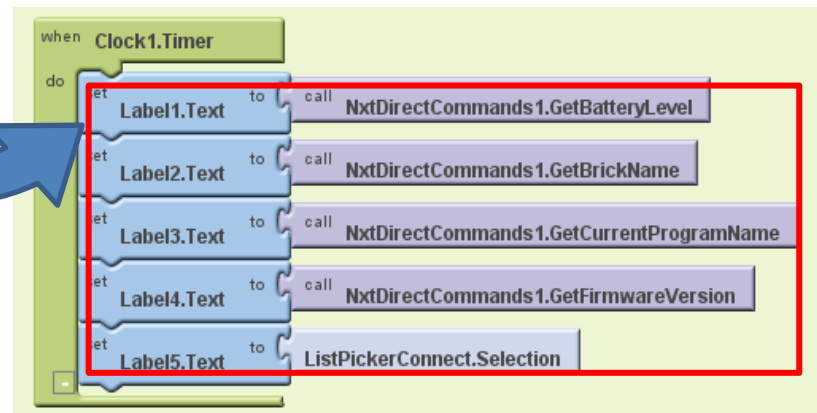 when Clock1.Timer
do
set Label1.Text to call NxtDirectCommands1.GetBatteryLevel
set Label2.Text to call NxtDirectCommands1.GetBrickName
set Label3.Text to call NxtDirectCommands1.GetCurrentProgramName
set Label4.Text to call NxtDirectCommands1.GetFirmwareVersion
set Label5.Text to ListPickerConnect.Selection
-